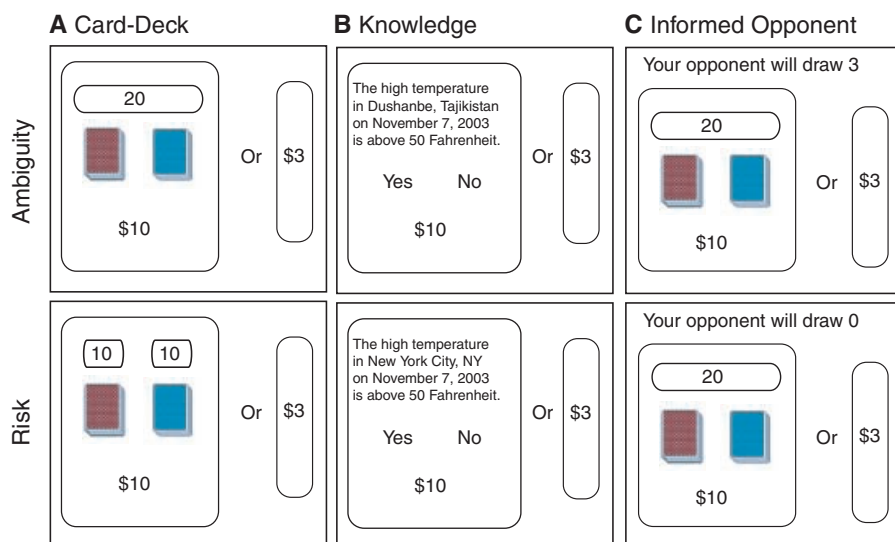 A Card-Deck
B Knowledge
C Informed Opponent
Ambiguity
20
$10
Or
$3
The high temperature
in Dushanbe, Tajikistan
on November 7, 2003
is above 50 Fahrenheit.
Yes No
$10
Or
$3
Your opponent will draw 3
20
$10
Or
$3
Risk
10 10
$10
Or
$3
The high temperature
in New York City, NY
on November 7, 2003
is above 50 Fahrenheit.
Yes No
$10
Or
$3
Your opponent will draw 0
20
$10
Or
$3